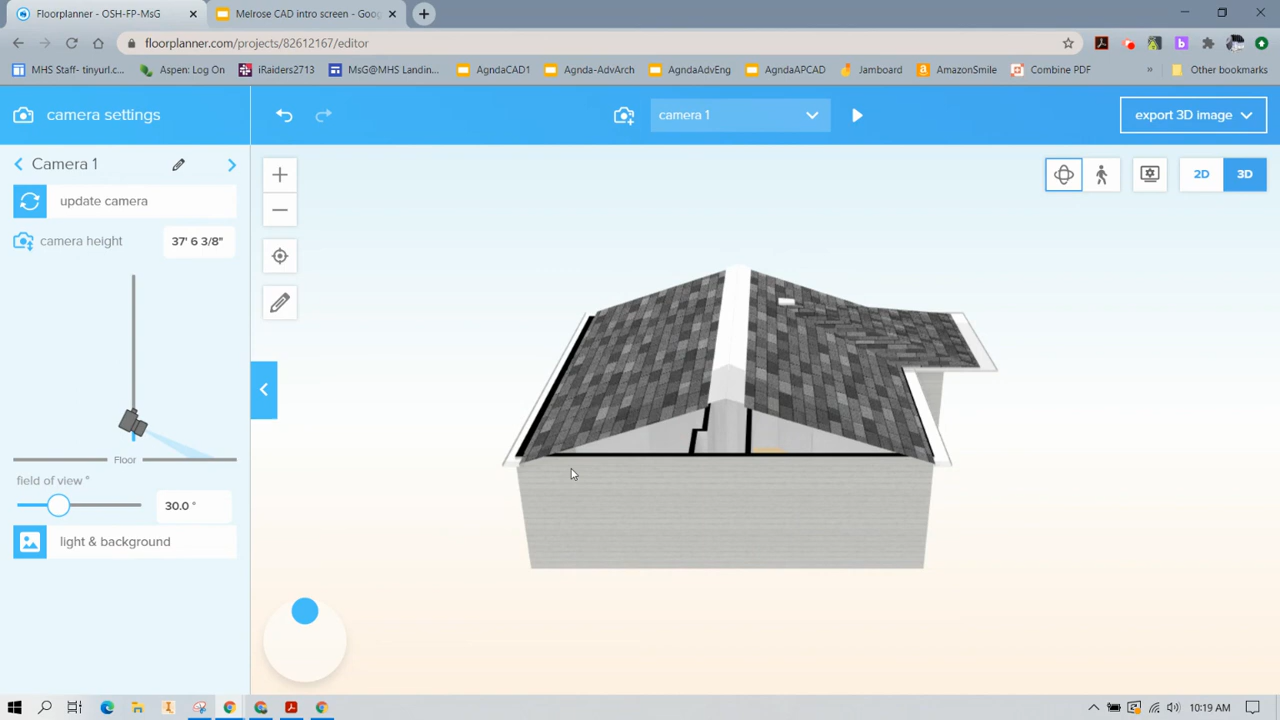 Floorplanner - OSH-FP-MsG
Melrose CAD intro screen - Goog
floorplanner.com/projects/82612167/editor
MHS Staff- tinyurl.c...
Aspen: Log On
iRaiders2713
MsG@MHS Landin...
AgndaCAD1
Agnda-AdvArch
AgndaAdvEng
AgndaAPCAD
Jamboard
AmazonSmile
Combine PDF
»
Other bookmarks
camera settings
camera 1
export 3D image
Camera 1
2D
3D
update camera
camera height
37' 6 3/8"
Floor
field of view °
30.0 °
light & background
10:19 AM